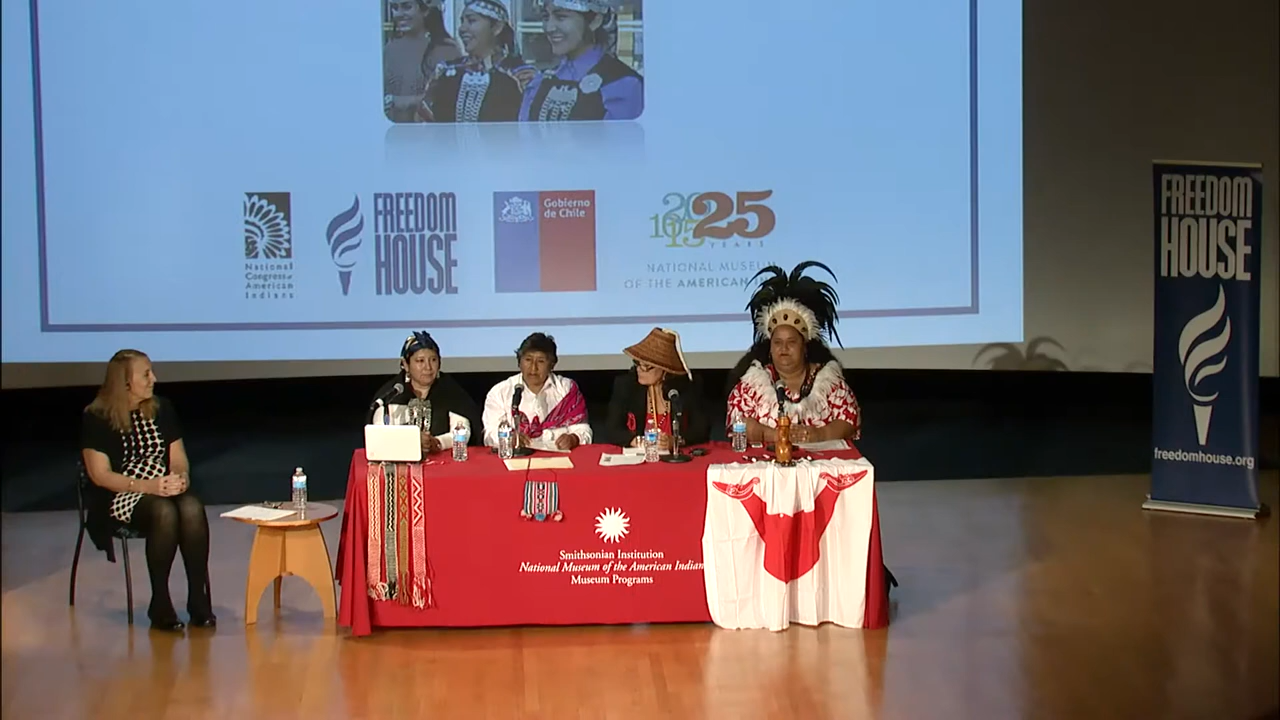 National
Congress of
American
Indians
FREEDOM
HOUSE
Gobierno
de Chile
25
YEARS
NATIONAL MUSEUM
OF THE AMERICAN
FREEDOM
HOUSE
freedomhouse.org
Smithsonian Institution
National Museum of the American Indian
Museum Programs